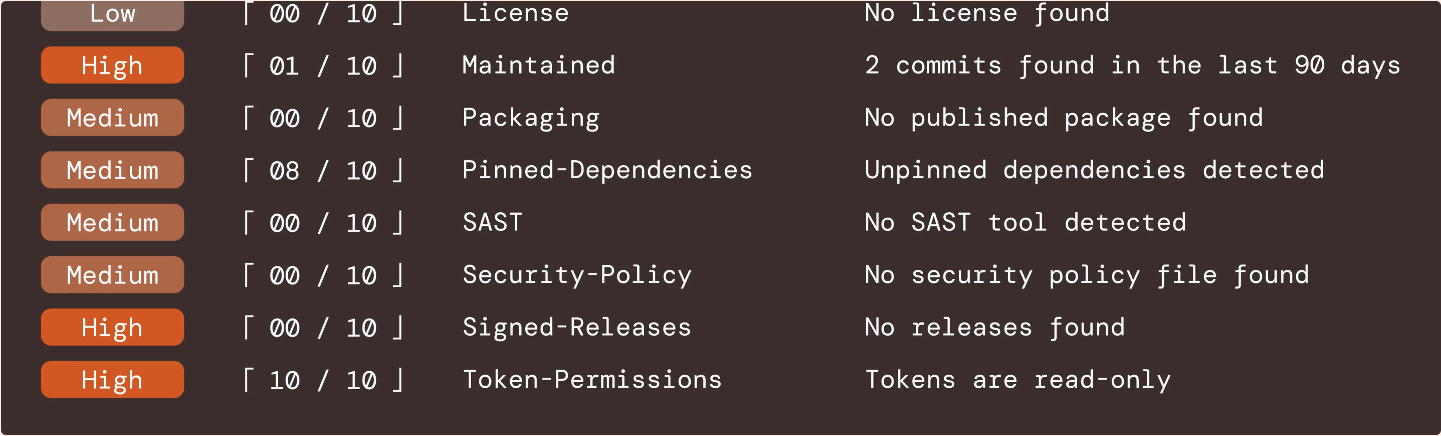 Low ⌈ 00 / 10 ⌋ License No license found
High ⌈ 01 / 10 ⌋ Maintained 2 commits found in the last 90 days
Medium ⌈ 00 / 10 ⌋ Packaging No published package found
Medium ⌈ 08 / 10 ⌋ Pinned-Dependencies Unpinned dependencies detected
Medium ⌈ 00 / 10 ⌋ SAST No SAST tool detected
Medium ⌈ 00 / 10 ⌋ Security-Policy No security policy file found
High ⌈ 00 / 10 ⌋ Signed-Releases No releases found
High ⌈ 10 / 10 ⌋ Token-Permissions Tokens are read-only